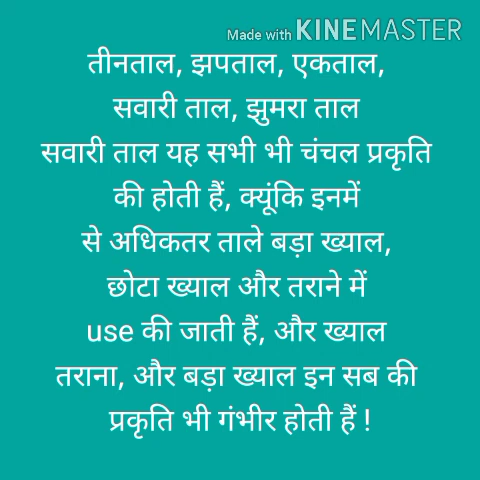 Made with KINEMASTER
तीनताल, झपताल, एकताल,
सवारी ताल, झुमरा ताल
सवारी ताल यह सभी भी चंचल प्रकृति
की होती हैं, क्यूंकि इनमें
से अधिकतर ताले बड़ा ख्याल,
छोटा ख्याल और तराने में
use की जाती हैं, और ख्याल
तराना, और बड़ा ख्याल इन सब की
प्रकृति भी गंभीर होती हैं !